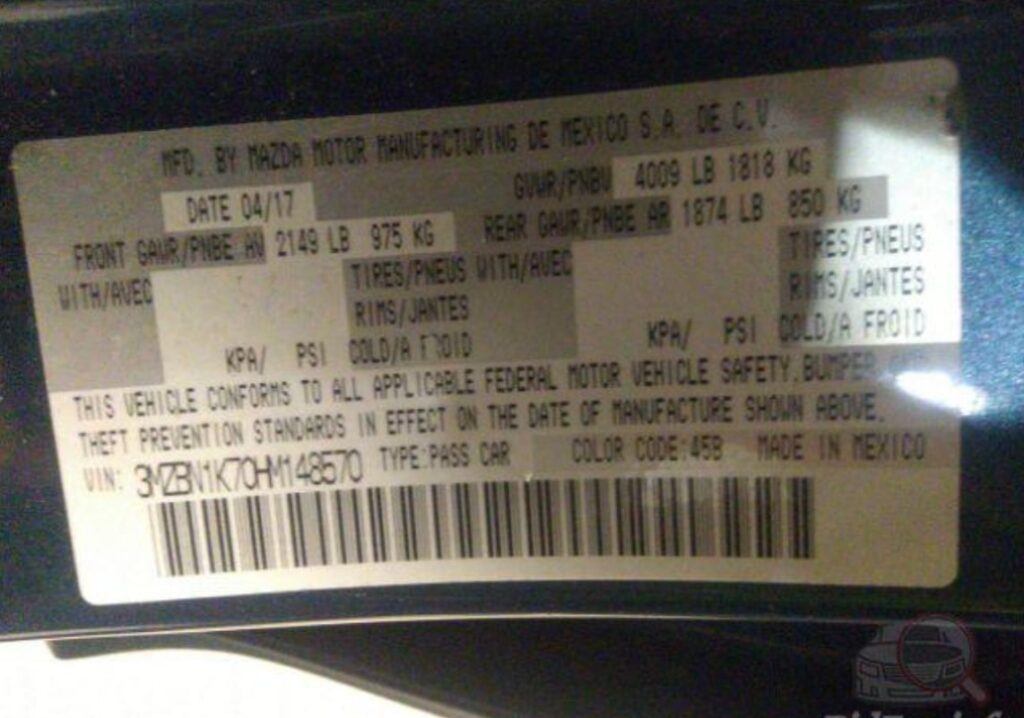 MFD. BY MAZDA MOTOR MANUFACTURING DE MEXICO S.A. DE C.V.
DATE 04/17 GVWR/PNBV 4009 LB 1818 KG
FRONT GAWR/PNBE AV 2149 LB 975 KG REAR GAWR/PNBE AR 1874 LB 850 KG
WITH/AVEC TIRES/PNEUS WITH/AVEC TIRES/PNEUS
RIMS/JANTES RIMS/JANTES
KPA/ PSI COLD/A FROID KPA/ PSI COLD/A FROID
THIS VEHICLE CONFORMS TO ALL APPLICABLE FEDERAL MOTOR VEHICLE SAFETY,BUMPER
THEFT PREVENTION STANDARDS IN EFFECT ON THE DATE OF MANUFACTURE SHOWN ABOVE.
VIN: 3MZBN1K70HM148570 TYPE:PASS CAR COLOR CODE:45B MADE IN MEXICO